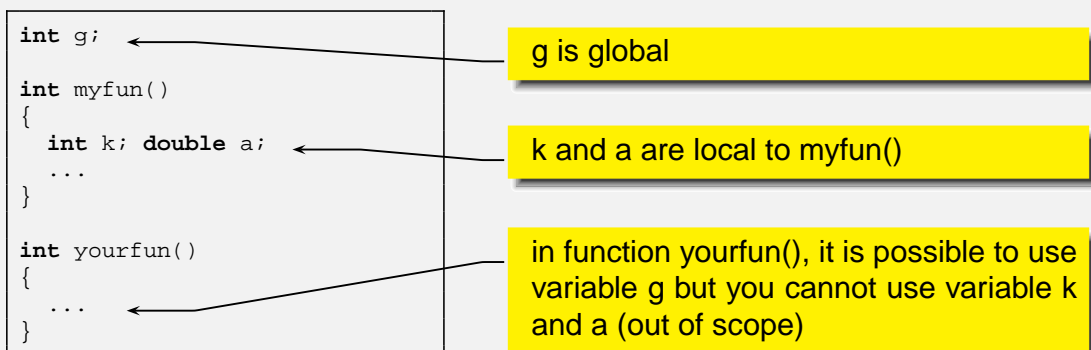 int g;
int myfun()
{
int k; double a;
...
}
int yourfun()
{
...
}
g is global
k and a are local to myfun()
in function yourfun(), it is possible to use
variable g but you cannot use variable k
and a (out of scope)